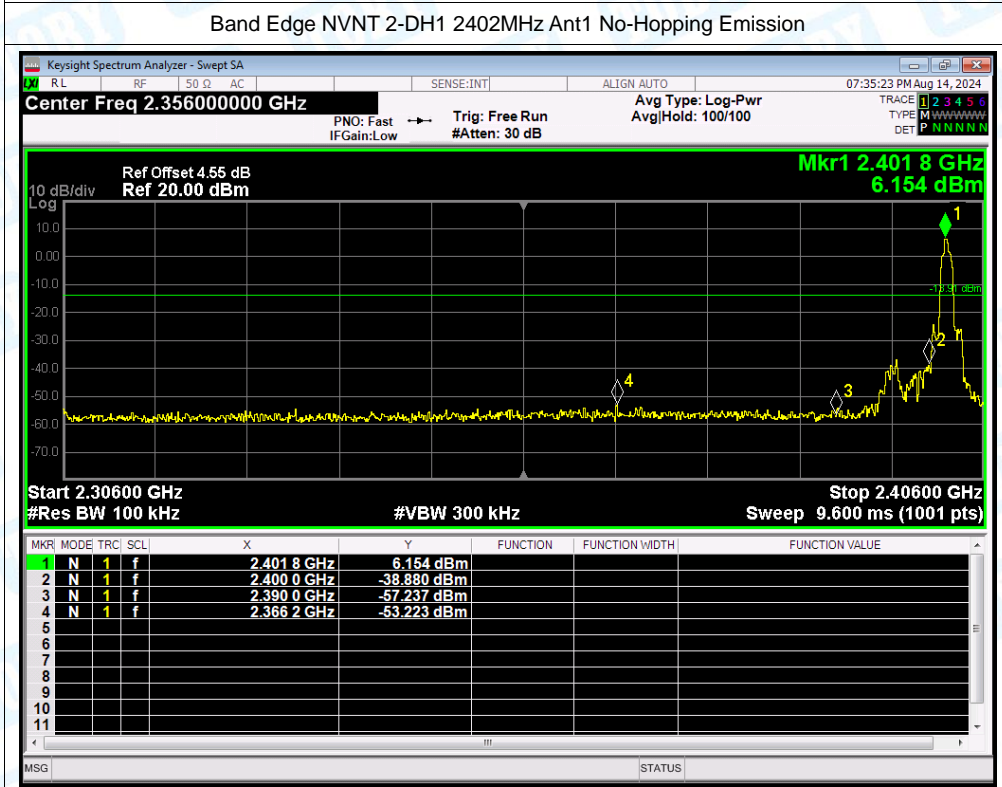 Band Edge NVNT 2-DH1 2402MHz Ant1 No-Hopping Emission
Keysight Spectrum Analyzer - Swept SA
LXI RL RF 50 Ω AC SENSE:INT ALIGN AUTO 07:35:23 PM Aug 14, 2024
Center Freq 2.356000000 GHz
PNO: Fast
IFGain:Low
Trig: Free Run
#Atten: 30 dB
Avg Type: Log-Pwr
Avg|Hold: 100/100
TRACE 1 2 3 4 5 6
TYPE M W W W W W
DET P N N N N N
Mkr1 2.401 8 GHz
6.154 dBm
Ref Offset 4.55 dB
10 dB/div Ref 20.00 dBm
Log
10.0
0.00
-10.0
-20.0
-30.0
-40.0
-50.0
-60.0
-70.0
1
-13.91 dBm
2
3
4
Start 2.30600 GHz Stop 2.40600 GHz
#Res BW 100 kHz #VBW 300 kHz Sweep 9.600 ms (1001 pts)
MKR MODE TRC SCL X Y FUNCTION FUNCTION WIDTH FUNCTION VALUE
1 N 1 f 2.401 8 GHz 6.154 dBm
2 N 1 f 2.400 0 GHz -38.880 dBm
3 N 1 f 2.390 0 GHz -57.237 dBm
4 N 1 f 2.366 2 GHz -53.223 dBm
5
6
7
8
9
10
11
MSG STATUS